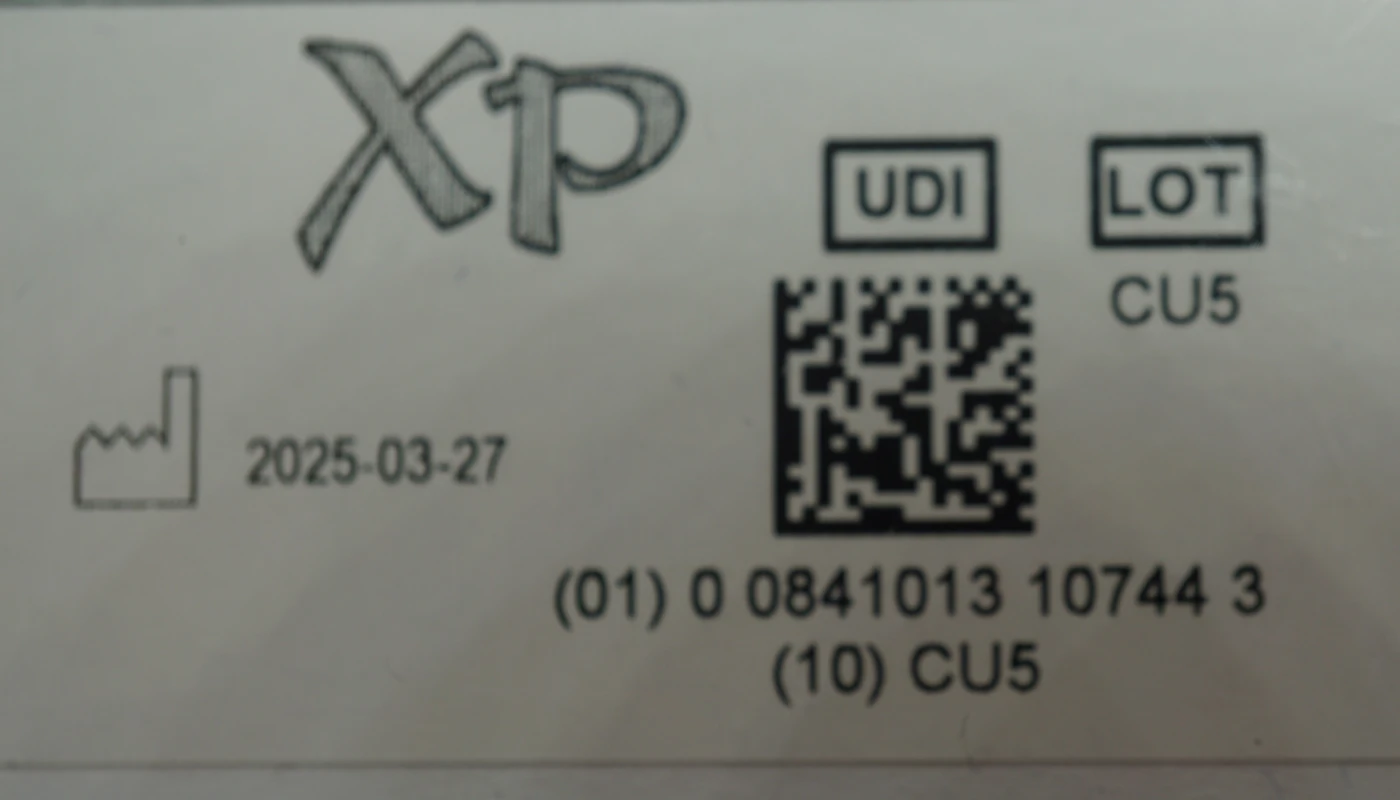 XP
UDI
LOT
CU5
2025-03-27
(01) 0 0841013 10744 3
(10) CU5